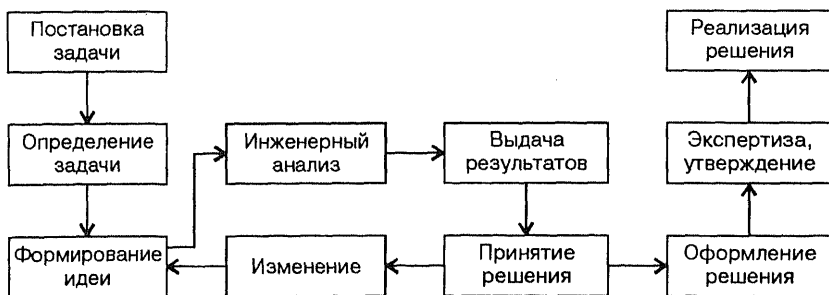 Постановка
задачи
Реализация
решения
Определение
задачи
Инженерный
анализ
Выдача
результатов
Экспертиза,
утверждение
Формирование
идеи
Изменение
Принятие
решения
Оформление
решения